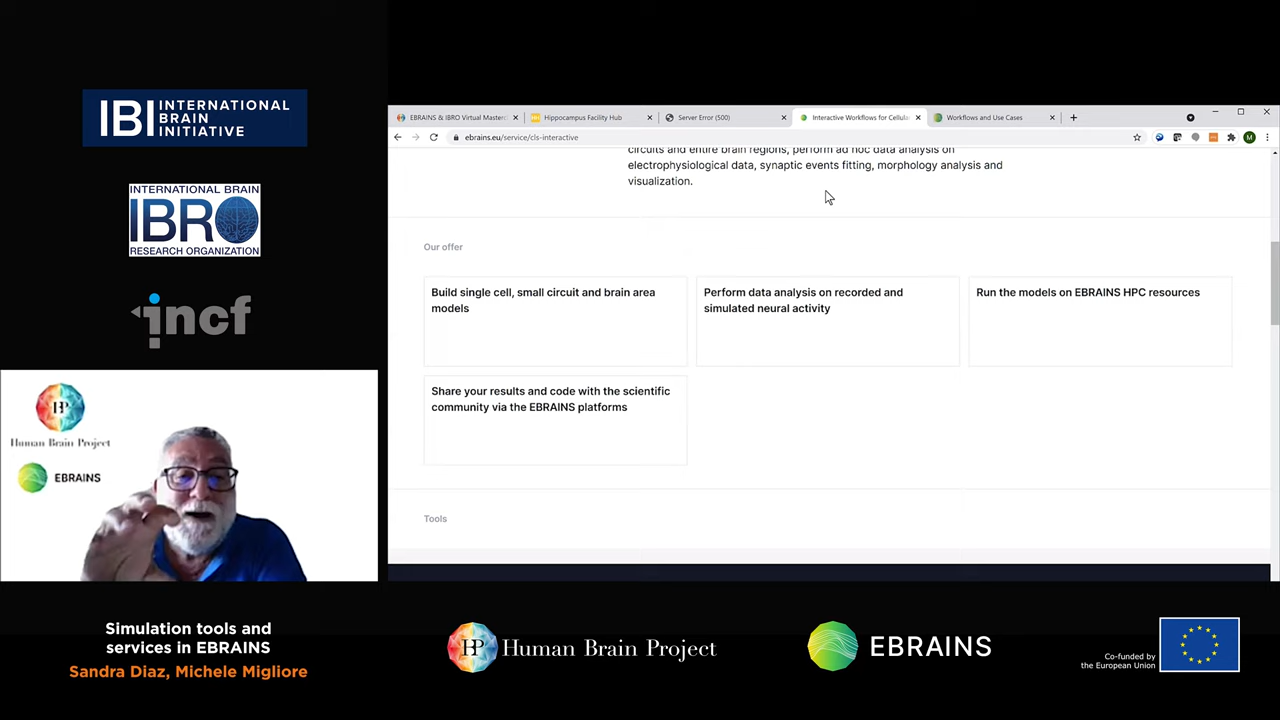 IBI INTERNATIONAL
BRAIN
INITIATIVE
INTERNATIONAL BRAIN
IBRO
RESEARCH ORGANIZATION
incf
HP
Human Brain Project
EBRAINS
Simulation tools and
services in EBRAINS
Sandra Diaz, Michele Migliore
EBRAINS & IBRO Virtual Master
Hippocampus Facility Hub
Server Error (500)
Interactive Workflows for Cellula
Workflows and Use Cases
ebrains.eu/service/cls-interactive
M
circuits and entire brain regions, perform ad hoc data analysis on
electrophysiological data, synaptic events fitting, morphology analysis and
visualization.
Our offer
Build single cell, small circuit and brain area
models
Perform data analysis on recorded and
simulated neural activity
Run the models on EBRAINS HPC resources
Share your results and code with the scientific
community via the EBRAINS platforms
Tools
HP Human Brain Project
EBRAINS
Co-funded by
the European Union